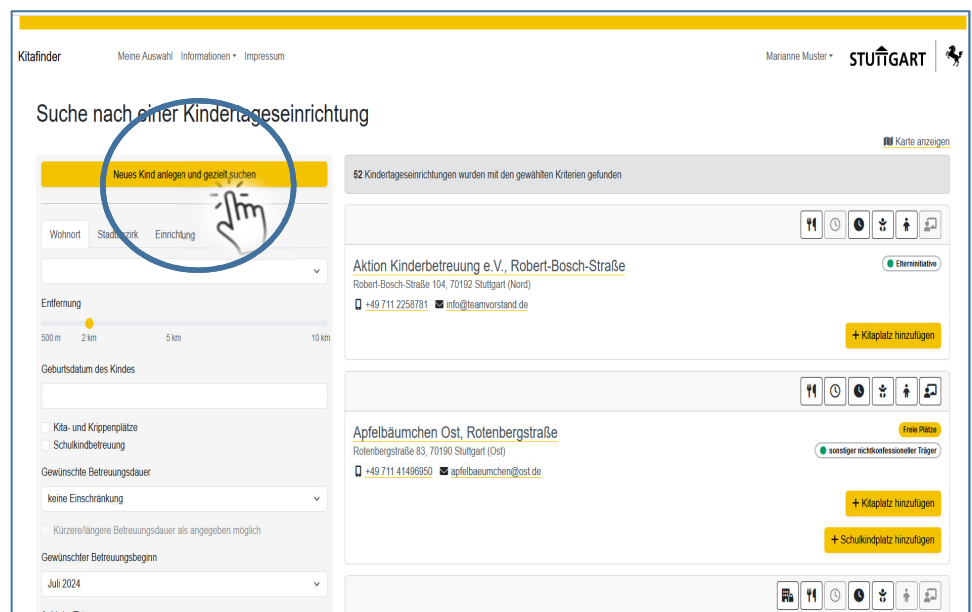 Kitafinder Meine Auswahl Informationen Impressum Marianne Muster STUTTGART
Suche nach einer Kindertageseinrichtung
Karte anzeigen
Neues Kind anlegen und gezielt suchen
52 Kindertageseinrichtungen wurden mit den gewählten Kriterien gefunden
Wohnort Stadtbezirk Einrichtung
Entfernung
500 m 2 km 5 km 10 km
Geburtsdatum des Kindes
Kita- und Krippenplätze
Schulkindbetreuung
Gewünschte Betreuungsdauer
keine Einschränkung
Kürzere/längere Betreuungsdauer als angegeben möglich
Gewünschter Betreuungsbeginn
Juli 2024
Aktion Kinderbetreuung e.V., Robert-Bosch-Straße
Elterninitiative
Robert-Bosch-Straße 104, 70192 Stuttgart (Nord)
+49 711 2258781 info@teamvorstand.de
+ Kitaplatz hinzufügen
Apfelbäumchen Ost, Rotenbergstraße
Freie Plätze
Rotenbergstraße 83, 70190 Stuttgart (Ost)
sonstiger nichtkonfessioneller Träger
+49 711 41496950 apfelbaeumchen@ost.de
+ Kitaplatz hinzufügen
+ Schulkindplatz hinzufügen